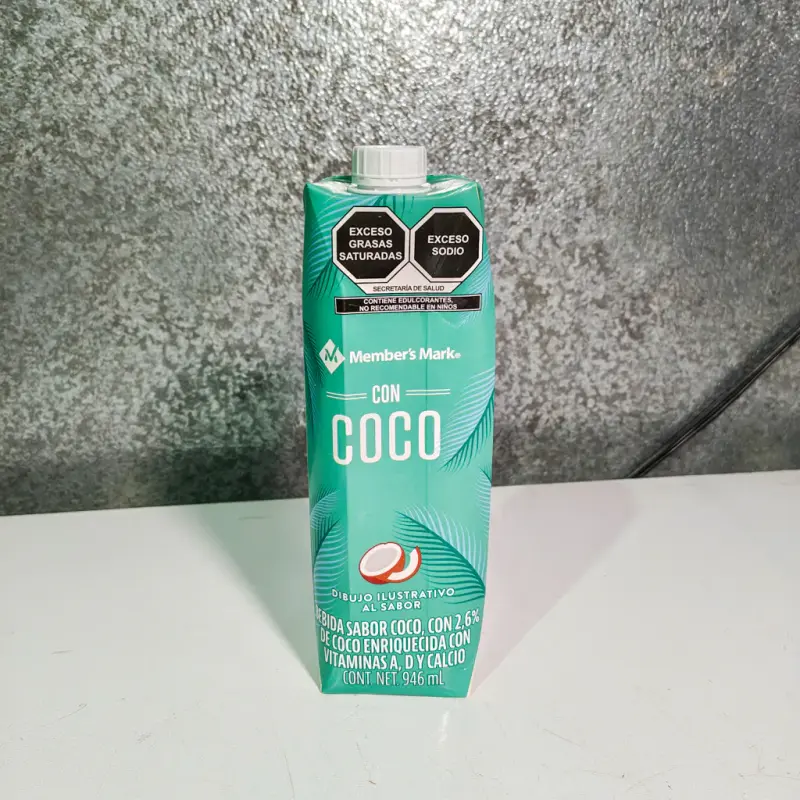 EXCESO
GRASAS
SATURADAS
EXCESO
SODIO
SECRETARÍA DE SALUD
CONTIENE EDULCORANTES,
NO RECOMENDABLE EN NIÑOS
Member's Mark®
CON
COCO
DIBUJO ILUSTRATIVO
AL SABOR
BEBIDA SABOR COCO, CON 2,6%
DE COCO ENRIQUECIDA CON
VITAMINAS A, D Y CALCIO
CONT. NET. 946 mL